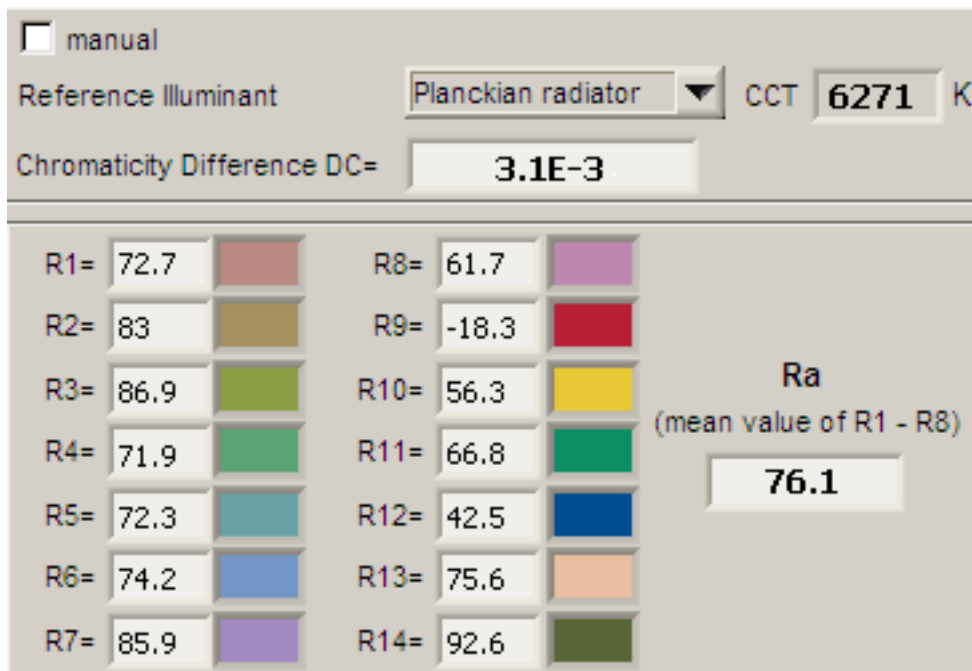 manual
Reference Illuminant Planckian radiator CCT 6271 K
Chromaticity Difference DC= 3.1E-3
R1= 72.7 R8= 61.7
R2= 83 R9= -18.3
R3= 86.9 R10= 56.3
R4= 71.9 R11= 66.8
R5= 72.3 R12= 42.5
R6= 74.2 R13= 75.6
R7= 85.9 R14= 92.6
Ra
(mean value of R1 - R8)
76.1